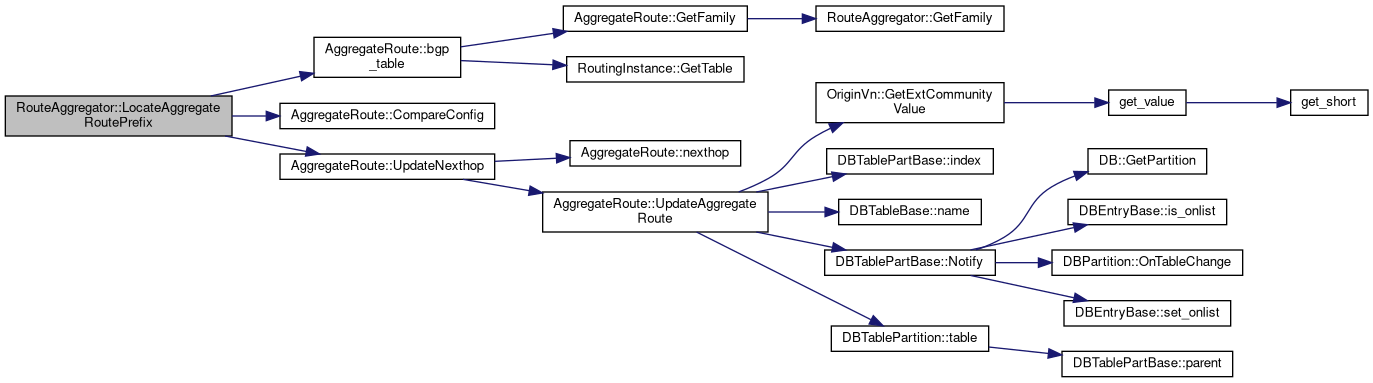 AggregateRoute::GetFamily
RouteAggregator::GetFamily
AggregateRoute::bgp
_table
RoutingInstance::GetTable
RouteAggregator::LocateAggregate
RoutePrefix
AggregateRoute::CompareConfig
AggregateRoute::UpdateNexthop
AggregateRoute::nexthop
AggregateRoute::UpdateAggregate
Route
OriginVn::GetExtCommunity
Value
get_value
get_short
DBTablePartBase::index
DBTableBase::name
DBTablePartBase::Notify
DB::GetPartition
DBEntryBase::is_onlist
DBPartition::OnTableChange
DBEntryBase::set_onlist
DBTablePartition::table
DBTablePartBase::parent